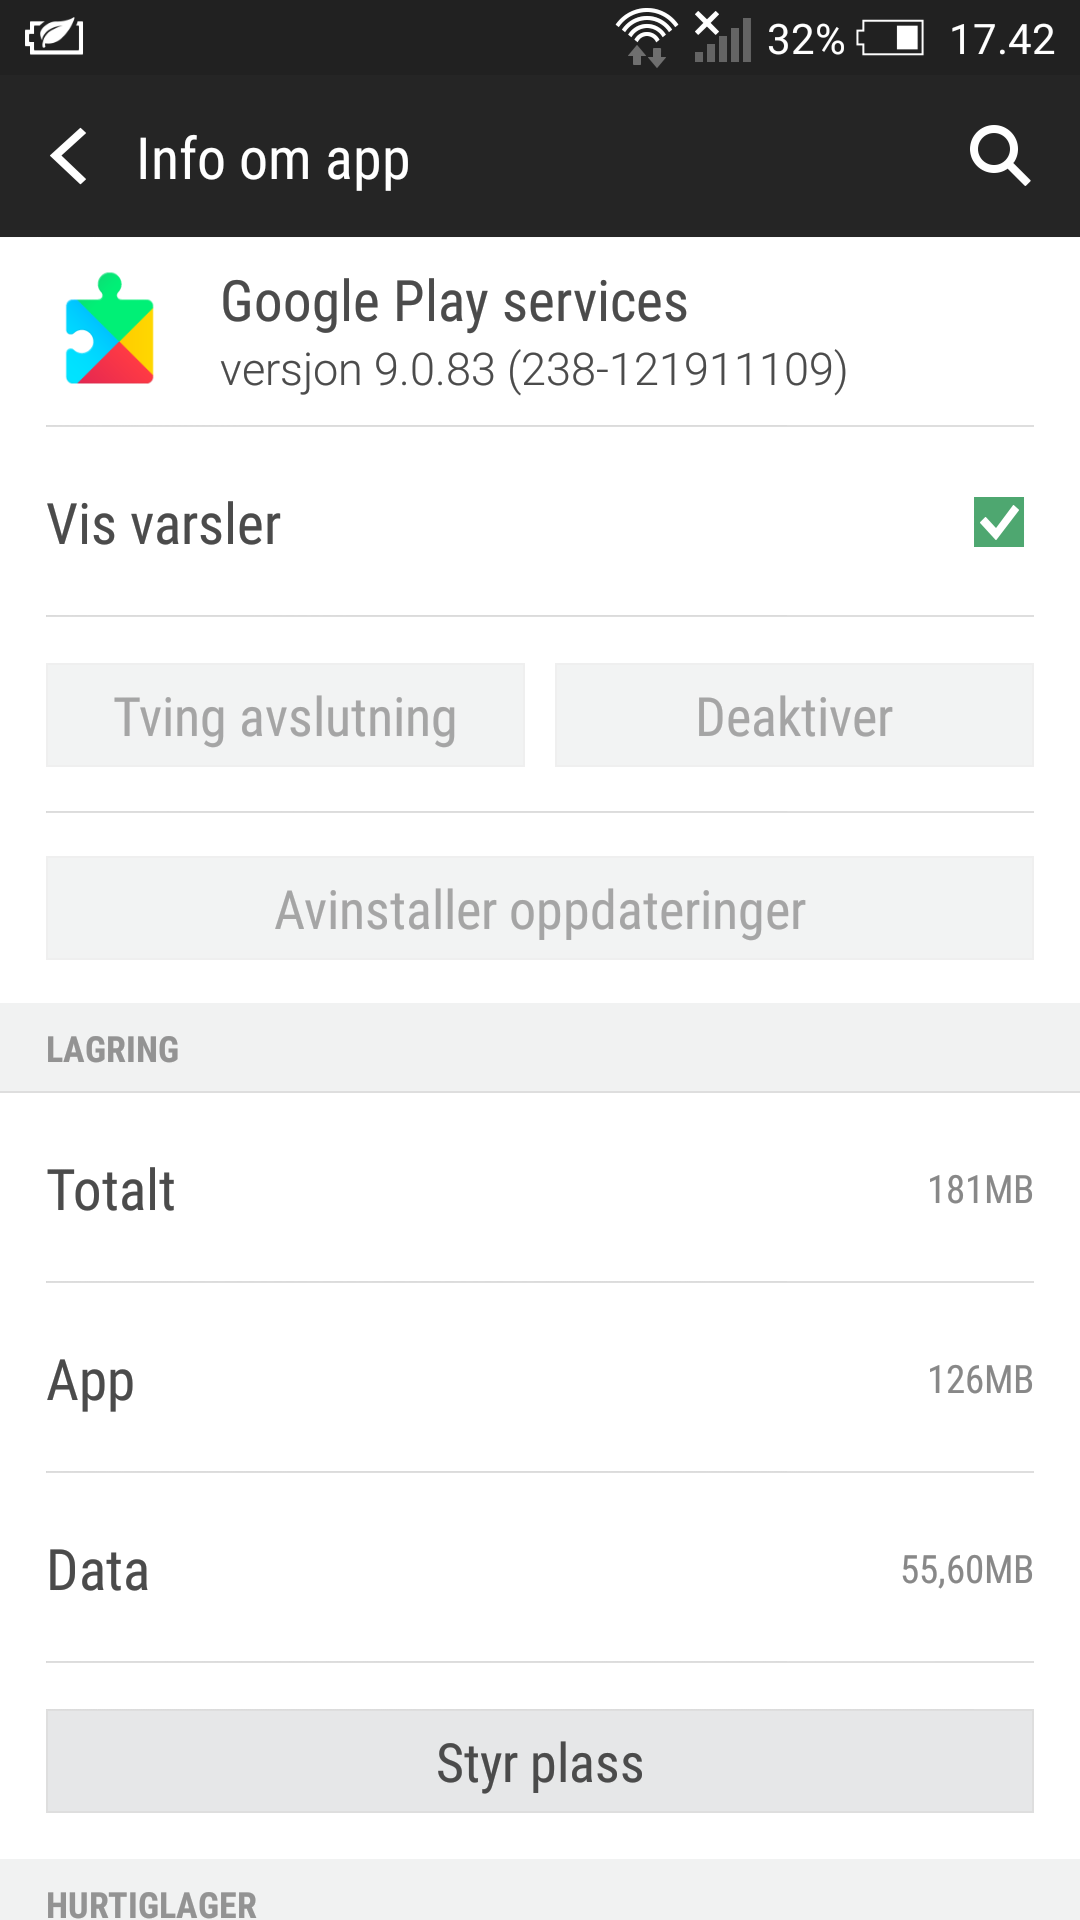 32% 17.42
Info om app
Google Play services
versjon 9.0.83 (238-121911109)
Vis varsler
Tving avslutning Deaktiver
Avinstaller oppdateringer
LAGRING
Totalt 181MB
App 126MB
Data 55,60MB
Styr plass
HURTIGLAGER